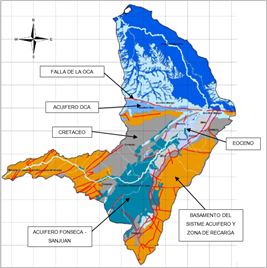 N
FALLA DE LA OCA
ACUIFERO OCA
CRETACEO
EOCENO
ACUIFERO FONSECA -
SANJUAN
BASAMENTO DEL
SISTME ACUIFERO Y
ZONA DE RECARGA